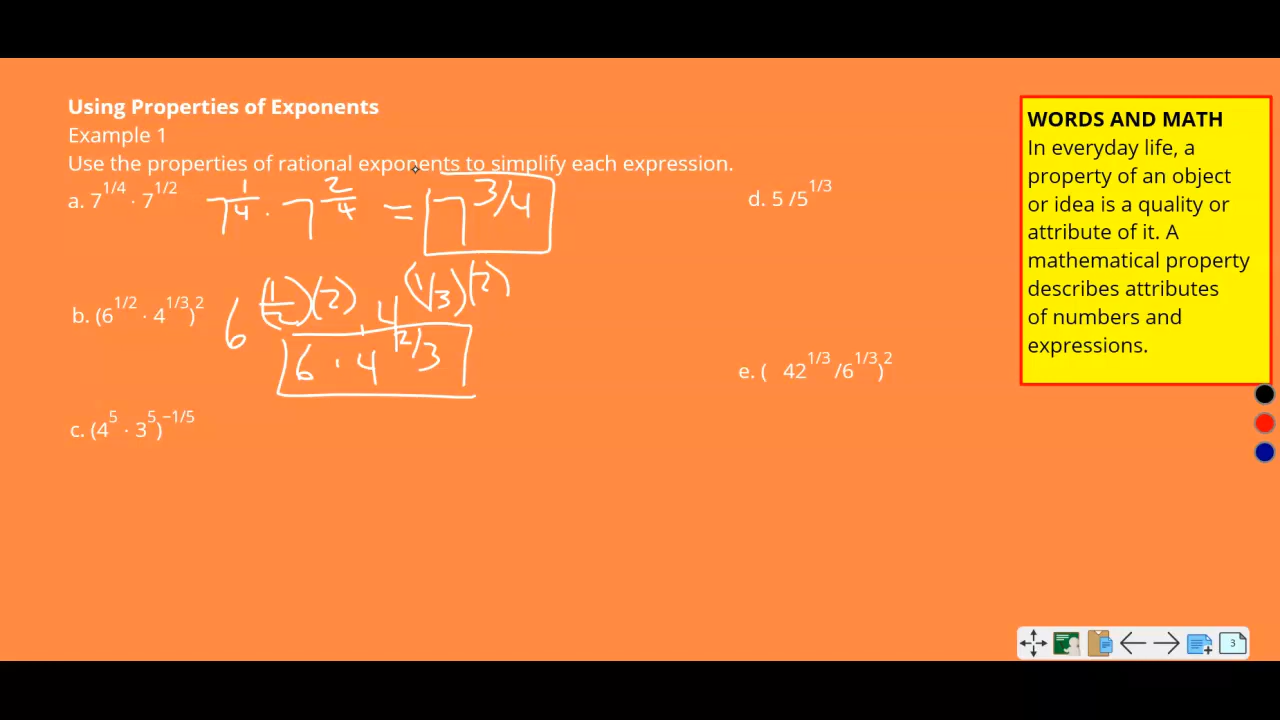 Using Properties of Exponents
Example 1
Use the properties of rational exponents to simplify each expression.
a. 7^1/4 · 7^1/2 7^1/4 · 7^2/4 = 7^3/4
b. (6^1/2 · 4^1/3)^2 6^(1/2)(2) · 4^(1/3)(2)
6 · 4^2/3
c. (4^5 · 3^5)^−1/5
d. 5 /5^1/3
e. ( 42^1/3 /6^1/3)^2
WORDS AND MATH
In everyday life, a
property of an object
or idea is a quality or
attribute of it. A
mathematical property
describes attributes
of numbers and
expressions.
3